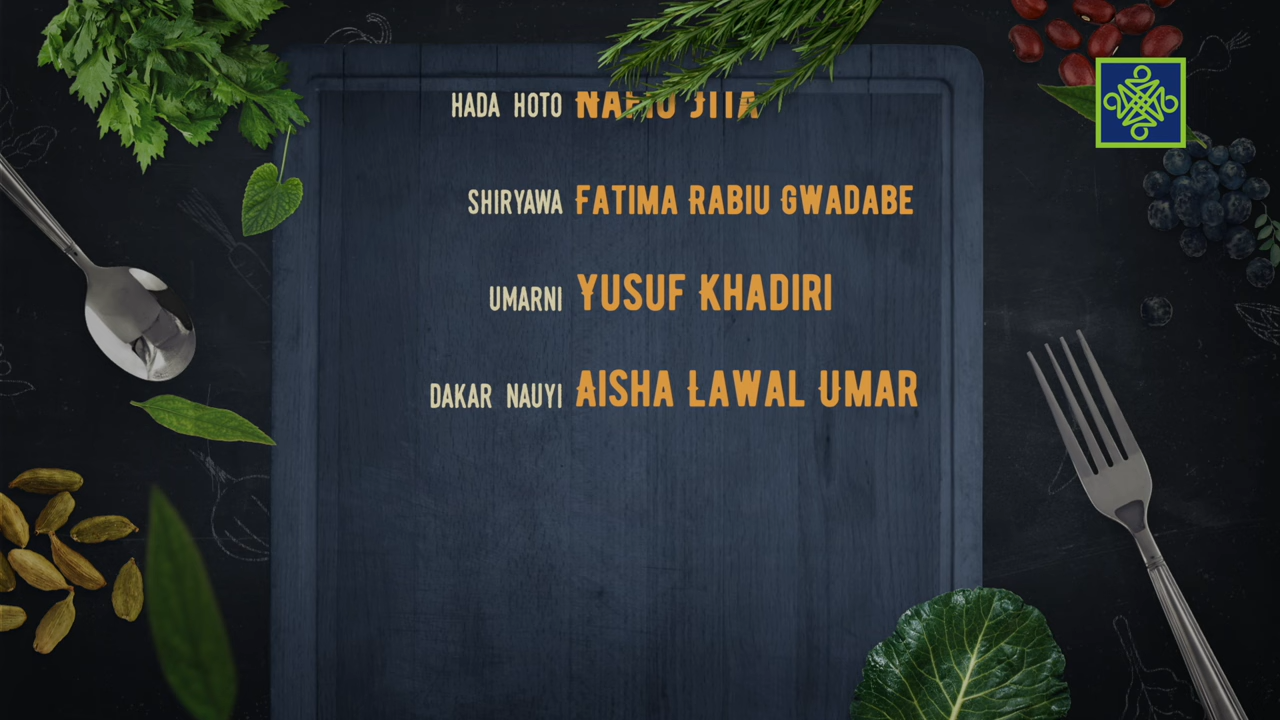 HADA HOTO
SHIRYAWA FATIMA RABIU GWADABE
UMARNI YUSUF KHADIRI
DAKAR NAUYI AISHA LAWAL UMAR